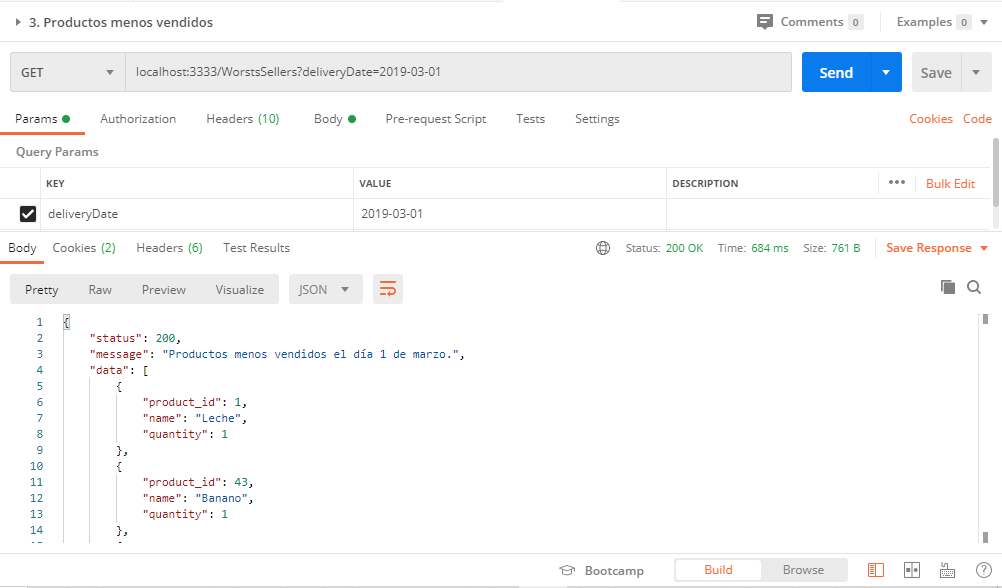 3. Productos menos vendidos Comments 0 Examples 0
GET localhost:3333/WorstsSellers?deliveryDate=2019-03-01 Send Save
Params Authorization Headers (10) Body Pre-request Script Tests Settings Cookies Code
Query Params
KEY VALUE DESCRIPTION ••• Bulk Edit
deliveryDate 2019-03-01
Body Cookies (2) Headers (6) Test Results Status: 200 OK Time: 684 ms Size: 761 B Save Response
Pretty Raw Preview Visualize JSON
1 {
2 "status": 200,
3 "message": "Productos menos vendidos el día 1 de marzo.",
4 "data": [
5 {
6 "product_id": 1,
7 "name": "Leche",
8 "quantity": 1
9 },
10 {
11 "product_id": 43,
12 "name": "Banano",
13 "quantity": 1
14 },
Bootcamp Build Browse ?